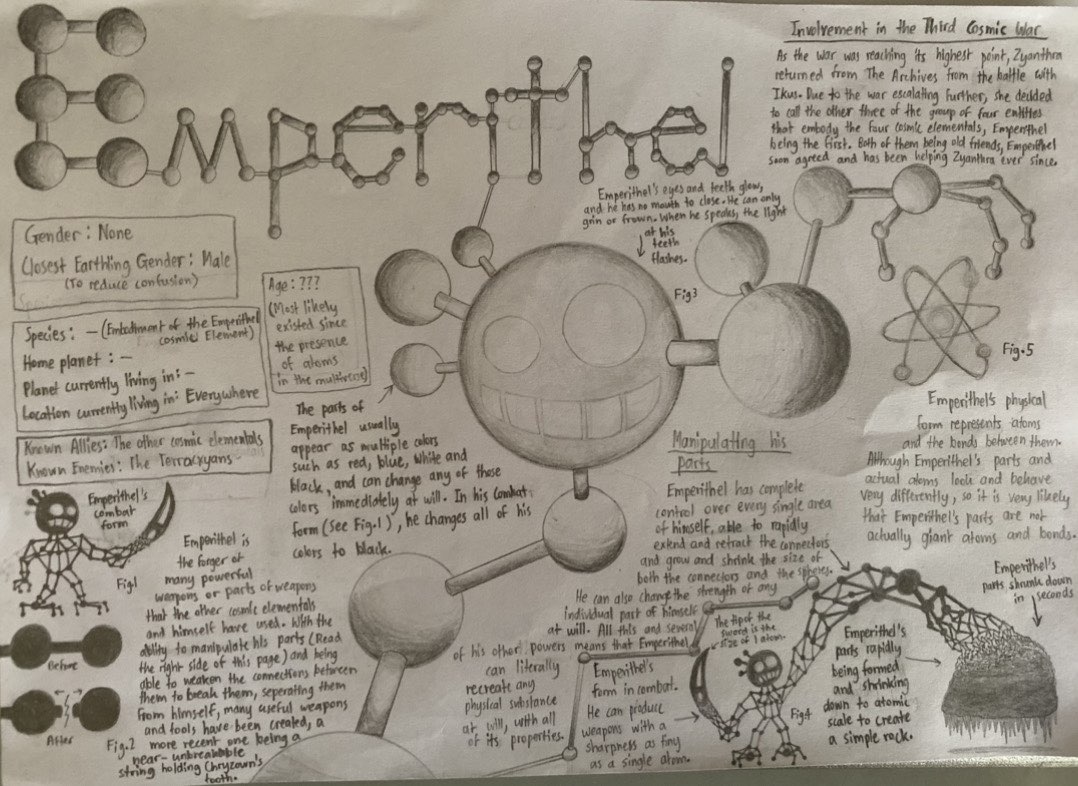 Emperithel
Involvement in the Third Cosmic War
As the war was reaching its highest point, Zyanthra
returned from The Archives from the battle with
Ikus. Due to the war escalating further, she decided
to call the other three of the group of four entities
that embody the four cosmic elementals, Emperithel
being the first. Both of them being old friends, Emperithel
soon agreed and has been helping Zyanthra ever since.
Gender: None
Closest Earthling Gender: Male
(To reduce confusion)
Species: — (Embodiment of the Emperithel
cosmic Element)
Home planet: —
Planet currently living in: —
Location currently living in: Everywhere
Known Allies: The other cosmic elementals
Known Enemies: The Terracryans
Age: ???
(Most likely
existed since
the presence
of atoms
in the multiverse)
Emperithel's eyes and teeth glow,
and he has no mouth to close. He can only
grin or frown. When he speaks, the light
at his
teeth
flashes.
Fig3
Fig.5
The parts of
Emperithel usually
appear as multiple colors
such as red, blue, white and
black, and can change any of those
colors immediately at will. In his combat
form (See Fig.1), he changes all of his
colors to black.
Emperithel's physical
form represents atoms
and the bonds between them.
Although Emperithel's parts and
actual atoms look and behave
very differently, so it is very likely
that Emperithel's parts are not
actually giant atoms and bonds.
Manipulating his
parts
Emperithel has complete
control over every single area
of himself, able to rapidly
extend and retract the connectors
and grow and shrink the size of
both the connectors and the spheres.
He can also change the strength of any
individual part of himself
at will. All this and several
of his other powers means that Emperithel
can literally
recreate any
physical substance
at will, with all
of its properties.
Emperithel's
combat
form
Fig1
Emperithel is
the forger of
many powerful
weapons or parts of weapons
that the other cosmic elementals
and himself have used. With the
ability to manipulate his parts (Read
the right side of this page) and being
able to weaken the connections between
them to break them, seperating them
from himself, many useful weapons
and tools have been created, a
more recent one being a
near-unbreakable
string holding Chryzown's
tooth.
Before
After
Fig.2
The tip of the
sword is the
size of 1 atom.
Emperithel's
form in combat.
He can produce
weapons with a
sharpness as tiny
as a single atom.
Fig4
Emperithel's
parts rapidly
being formed
and shrinking
down to atomic
scale to create
a simple rock.
Emperithel's
parts shrunk down
in seconds